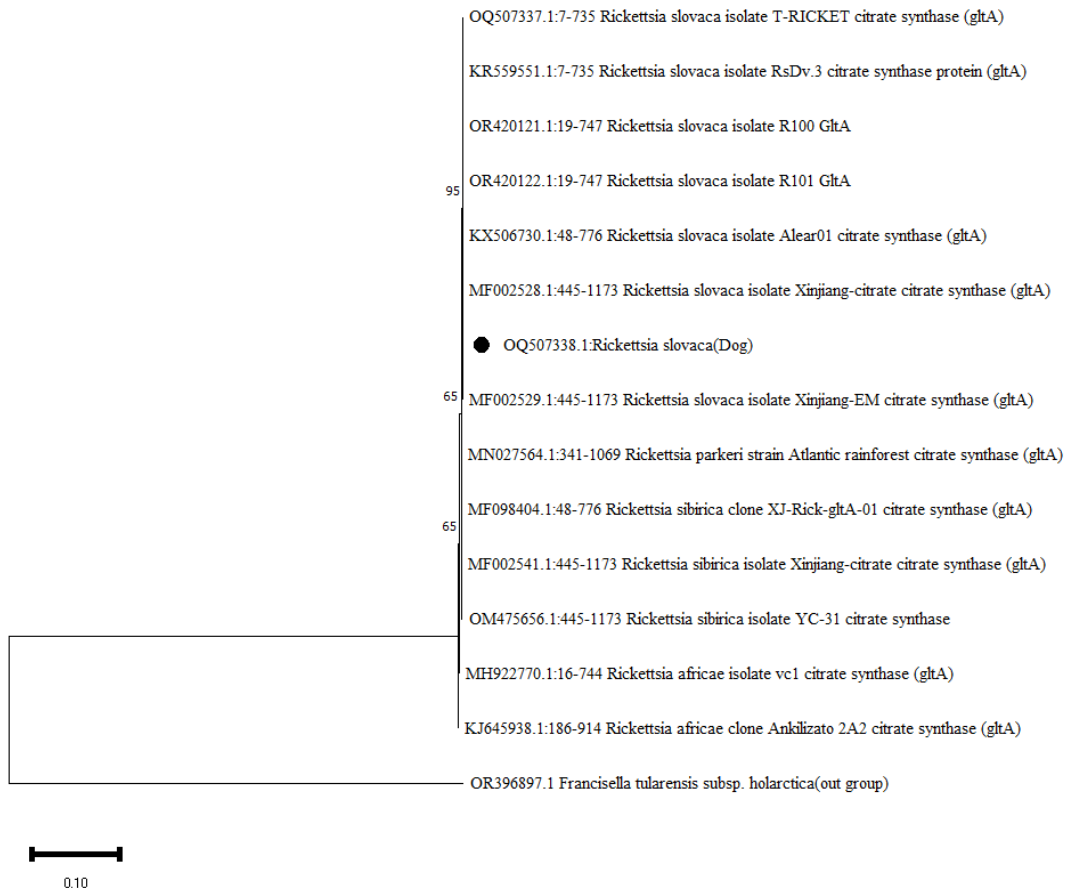 OQ507337.1:7-735 Rickettsia slovaca isolate T-RICKET citrate synthase (gltA)
KR559551.1:7-735 Rickettsia slovaca isolate RsDv.3 citrate synthase protein (gltA)
OR420121.1:19-747 Rickettsia slovaca isolate R100 GltA
OR420122.1:19-747 Rickettsia slovaca isolate R101 GltA
95
KX506730.1:48-776 Rickettsia slovaca isolate Alear01 citrate synthase (gltA)
MF002528.1:445-1173 Rickettsia slovaca isolate Xinjiang-citrate citrate synthase (gltA)
OQ507338.1:Rickettsia slovaca(Dog)
65
MF002529.1:445-1173 Rickettsia slovaca isolate Xinjiang-EM citrate synthase (gltA)
MN027564.1:341-1069 Rickettsia parkeri strain Atlantic rainforest citrate synthase (gltA)
MF098404.1:48-776 Rickettsia sibirica clone XJ-Rick-gltA-01 citrate synthase (gltA)
65
MF002541.1:445-1173 Rickettsia sibirica isolate Xinjiang-citrate citrate synthase (gltA)
OM475656.1:445-1173 Rickettsia sibirica isolate YC-31 citrate synthase
MH922770.1:16-744 Rickettsia africae isolate vc1 citrate synthase (gltA)
KJ645938.1:186-914 Rickettsia africae clone Ankilizato 2A2 citrate synthase (gltA)
OR396897.1 Francisella tularensis subsp. holarctica(out group)
0.10